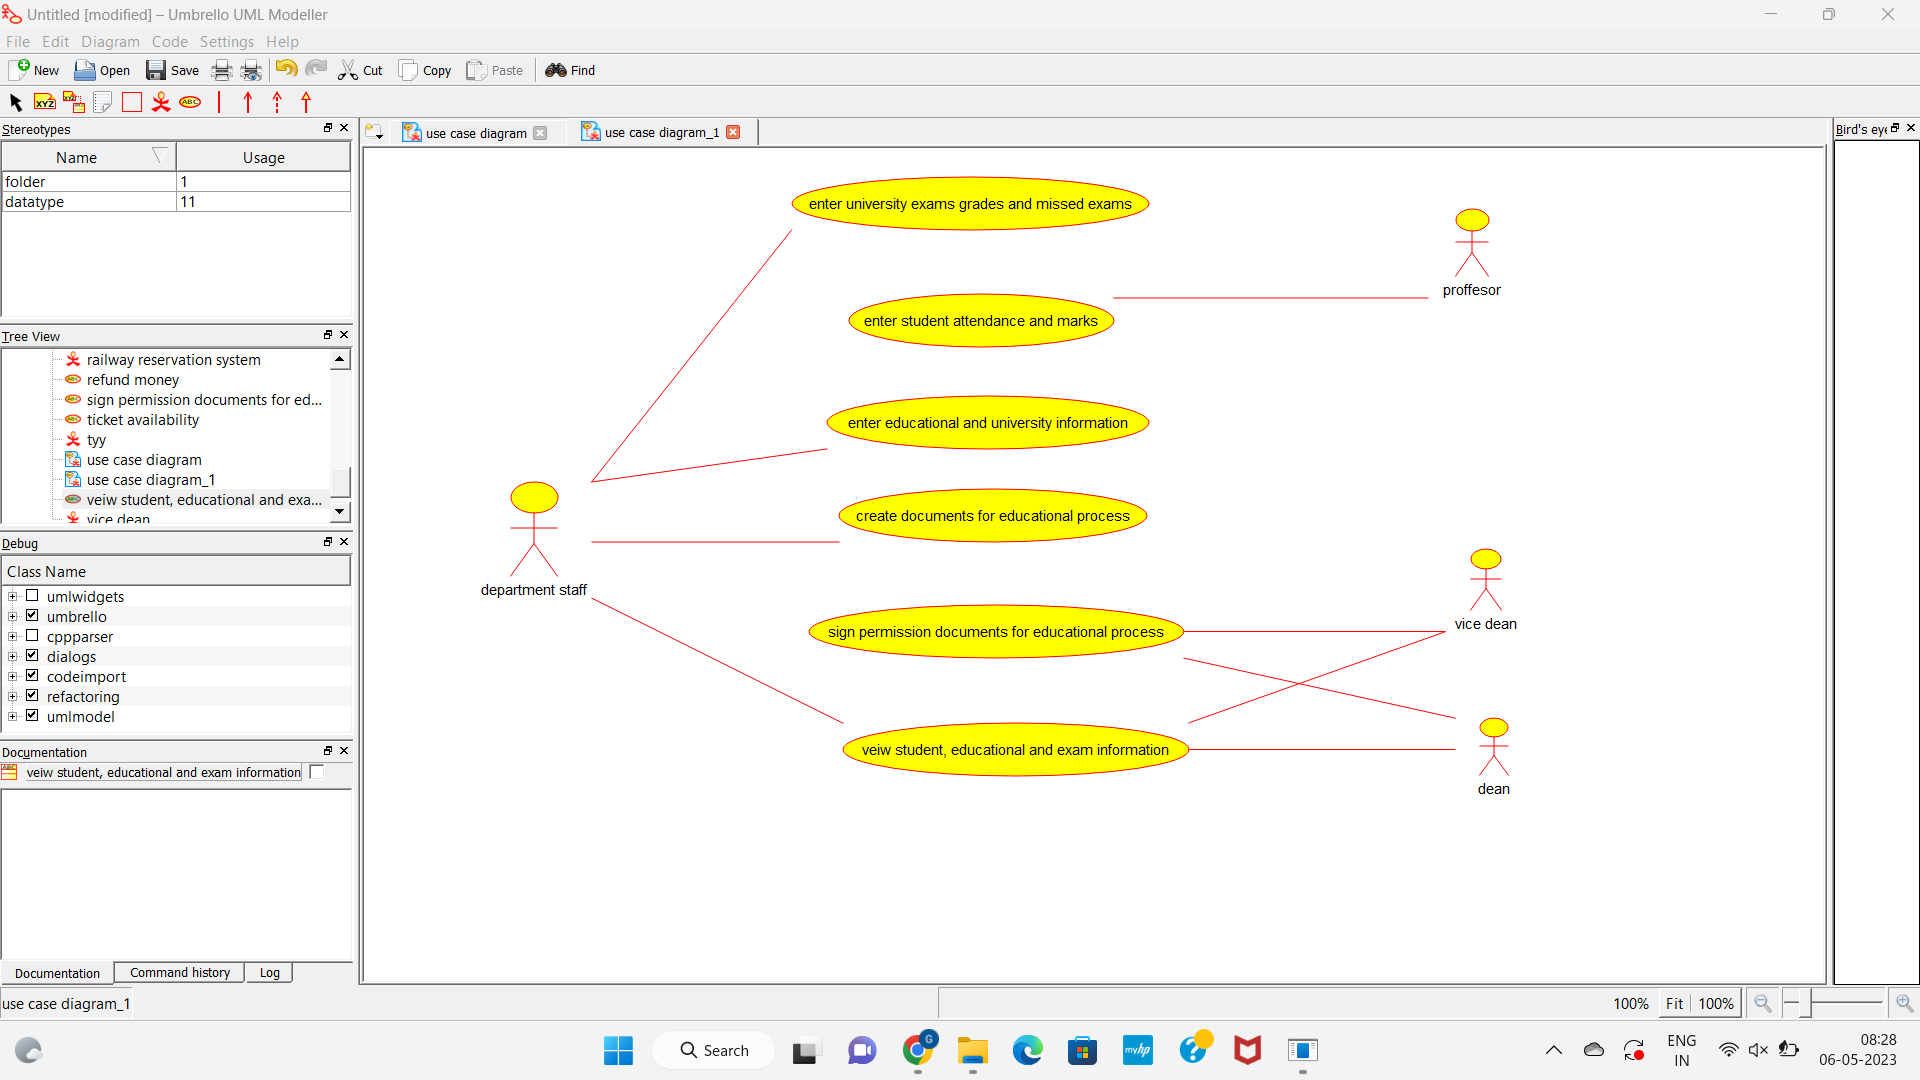 Untitled [modified] – Umbrello UML Modeller
File Edit Diagram Code Settings Help
New Open Save Cut Copy Paste Find
XYZ XYZ ABC
Stereotypes
Name Usage
folder 1
datatype 11
Tree View
railway reservation system
refund money
sign permission documents for ed...
ticket availability
tyy
use case diagram
use case diagram_1
veiw student, educational and exa...
vice dean
Debug
Class Name
umlwidgets
umbrello
cppparser
dialogs
codeimport
refactoring
umlmodel
Documentation
veiw student, educational and exam information
Documentation Command history Log
use case diagram use case diagram_1
enter university exams grades and missed exams
proffesor
enter student attendance and marks
enter educational and university information
create documents for educational process
department staff
sign permission documents for educational process
vice dean
veiw student, educational and exam information
dean
Bird's eye
use case diagram_1
100% Fit 100%
Search
G
myhp
ENG
IN
08:28
06-05-2023